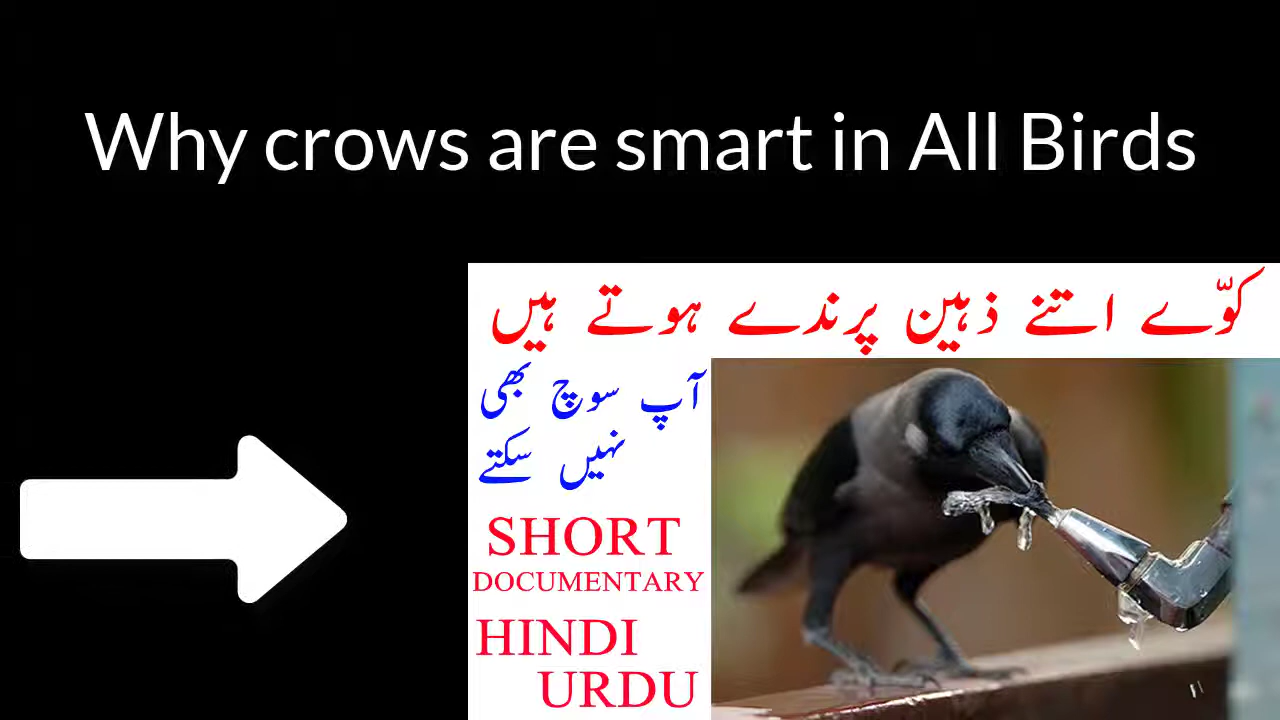 Why crows are smart in All Birds
کوّے اتنے ذہین پرندے ہوتے ہیں
آپ سوچ بھی
نہیں سکتے
SHORT
DOCUMENTARY
HINDI
URDU